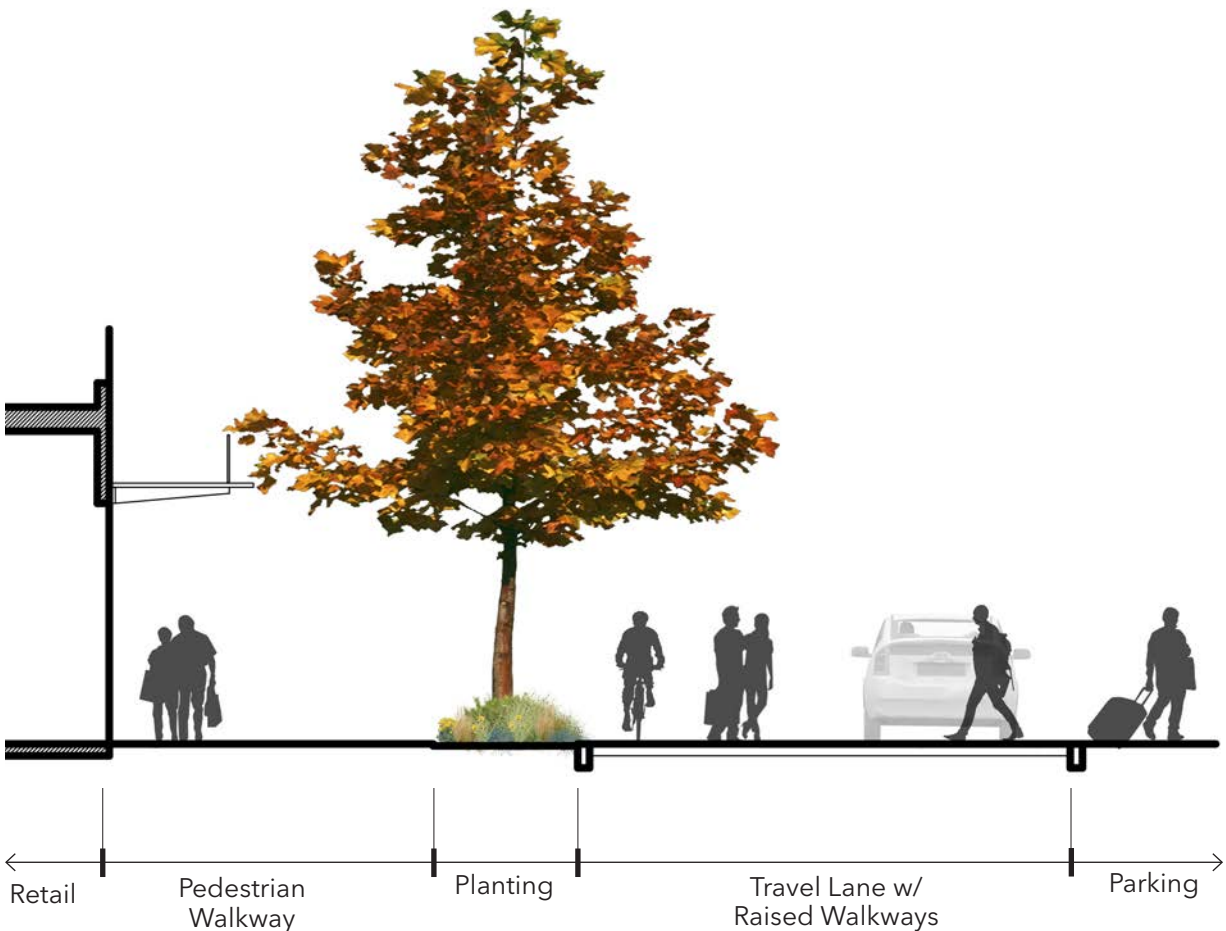 Retail
Pedestrian
Walkway
Planting
Travel Lane w/
Raised Walkways
Parking